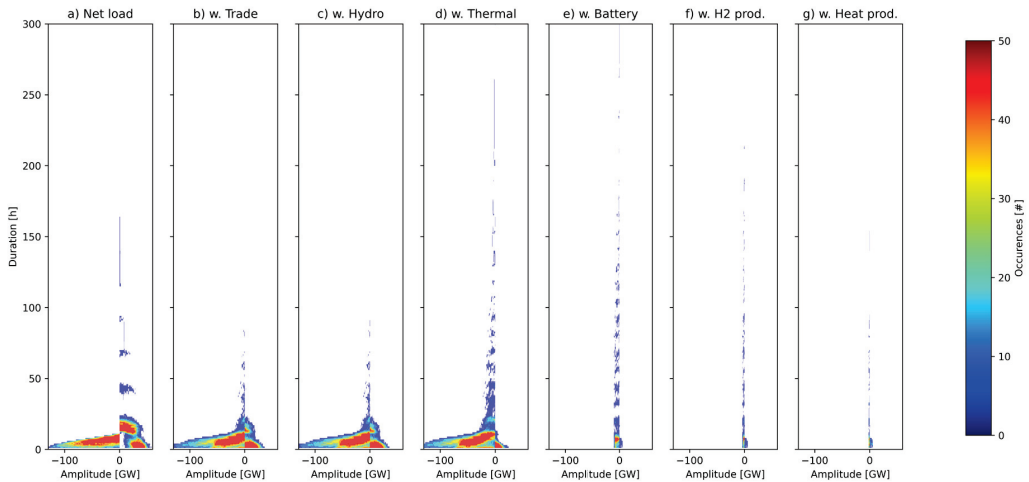 a) Net load
b) w. Trade
c) w. Hydro
d) w. Thermal
e) w. Battery
f) w. H2 prod.
g) w. Heat prod.
300
250
200
150
100
50
0
Duration [h]
−100 0
−100 0
−100 0
−100 0
−100 0
−100 0
−100 0
Amplitude [GW]
Amplitude [GW]
Amplitude [GW]
Amplitude [GW]
Amplitude [GW]
Amplitude [GW]
Amplitude [GW]
50
40
30
20
10
0
Occurences [#]